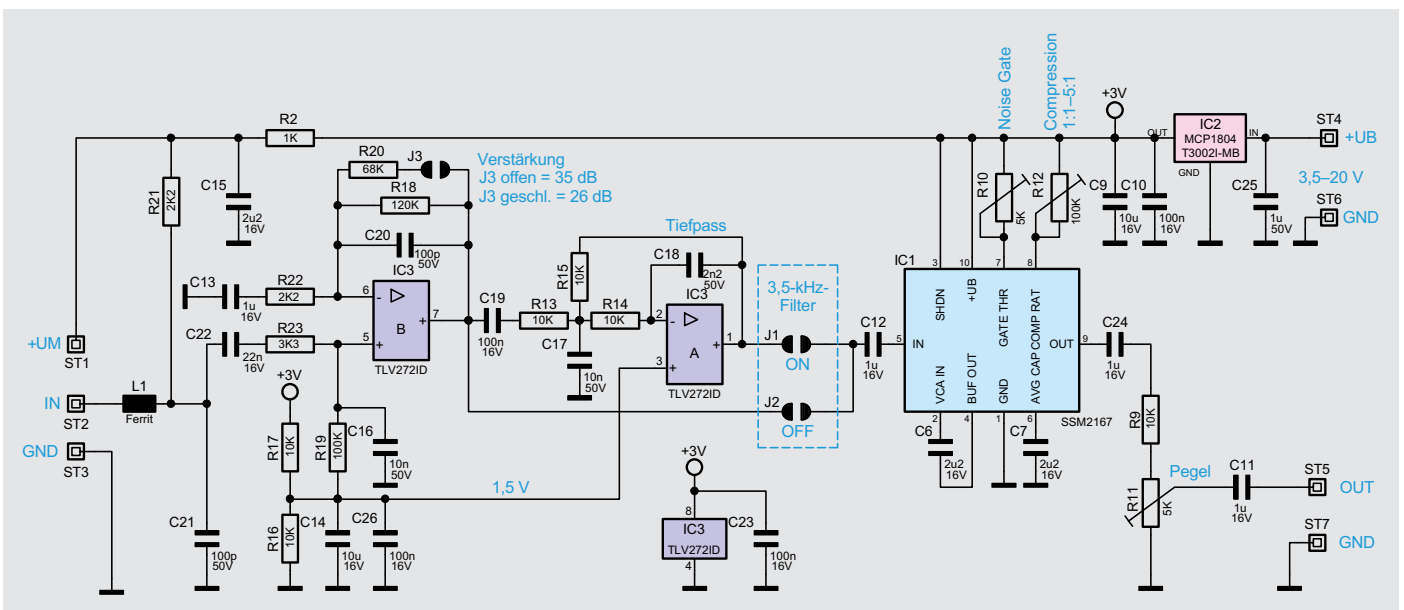 +UM
ST1
IN
ST2
GND
ST3
L1
Ferrit
R21
2K2
C15
2u2
16V
R2
1K
C13
1u
16V
R22
2K2
C22
22n
16V
R23
3K3
C21
100p
50V
R20
68K
J3
R18
120K
C20
100p
50V
Verstärkung
J3 offen = 35 dB
J3 geschl. = 26 dB
IC3
6
-
B
+
7
5
+
TLV272ID
+3V
R17
10K
R19
100K
C16
10n
50V
R16
10K
C14
10u
16V
C26
100n
16V
1,5 V
C19
100n
16V
R13
10K
R15
10K
R14
10K
C17
10n
50V
Tiefpass
C18
2n2
50V
IC3
2
-
A
+
1
3
+
TLV272ID
+3V
8
IC3
TLV272ID
4
C23
100n
16V
3,5-kHz-
Filter
J1
ON
J2
OFF
C12
1u
16V
Noise Gate
Compression
1:1–5:1
R10
5K
R12
100K
+3V
C9
10u
16V
C10
100n
16V
OUT
IC2
MCP1804
T3002I-MB
GND
IN
C25
1u
50V
ST4
+UB
3,5–20 V
ST6
GND
IC1
3
10
7
8
SHDN
+UB
GATE THR
COMP RAT
5
IN
OUT
9
VCA IN
BUF OUT
GND
AVG CAP
2
4
1
6
SSM2167
C6
2u2
16V
C7
2u2
16V
C24
1u
16V
R9
10K
Pegel
R11
5K
C11
1u
16V
ST5
OUT
ST7
GND